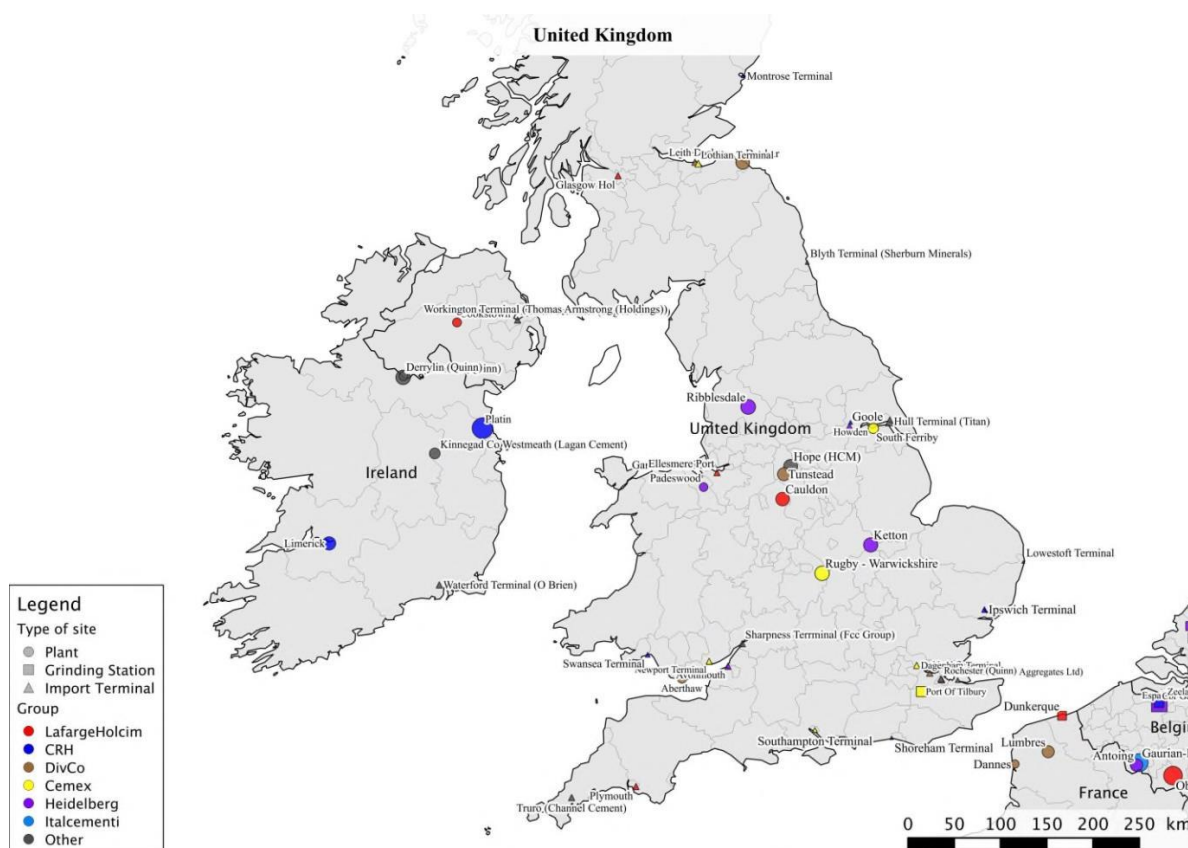 United Kingdom
Montrose Terminal
Leith
Lothian Terminal
Glasgow Hol
Blyth Terminal (Sherburn Minerals)
Workington Terminal (Thomas Armstrong (Holdings))
Derrylin (Quinn)
Ribblesdale
Platin
United Kingdom
Goole
Hull Terminal (Titan)
Howden
South Ferriby
Kinnegad Co,Westmeath (Lagan Cement)
Ireland
Ellesmere Port
Hope (HCM)
Padeswood
Tunstead
Cauldon
Limerick
Ketton
Lowestoft Terminal
Rugby - Warwickshire
Waterford Terminal (O Brien)
Ipswich Terminal
Sharpness Terrminal (Fcc Group)
Swansea Terminal
Newport Terminal
Avonmouth
Aberthaw
Dagenham Terminal
Rochester (Quinn)
Aggregates Ltd)
Port Of Tilbury
Dunkerque
Southampton Terminal
Shoreham Terminal
Lumbres
Dannes
Antoing
Gaurian-
France
Plymouth
Truro (Channel Cement)
Legend
Type of site
Plant
Grinding Station
Import Terminal
Group
LafargeHolcim
CRH
DivCo
Cemex
Heidelberg
Italcementi
Other
0 50 100 150 200 250 km